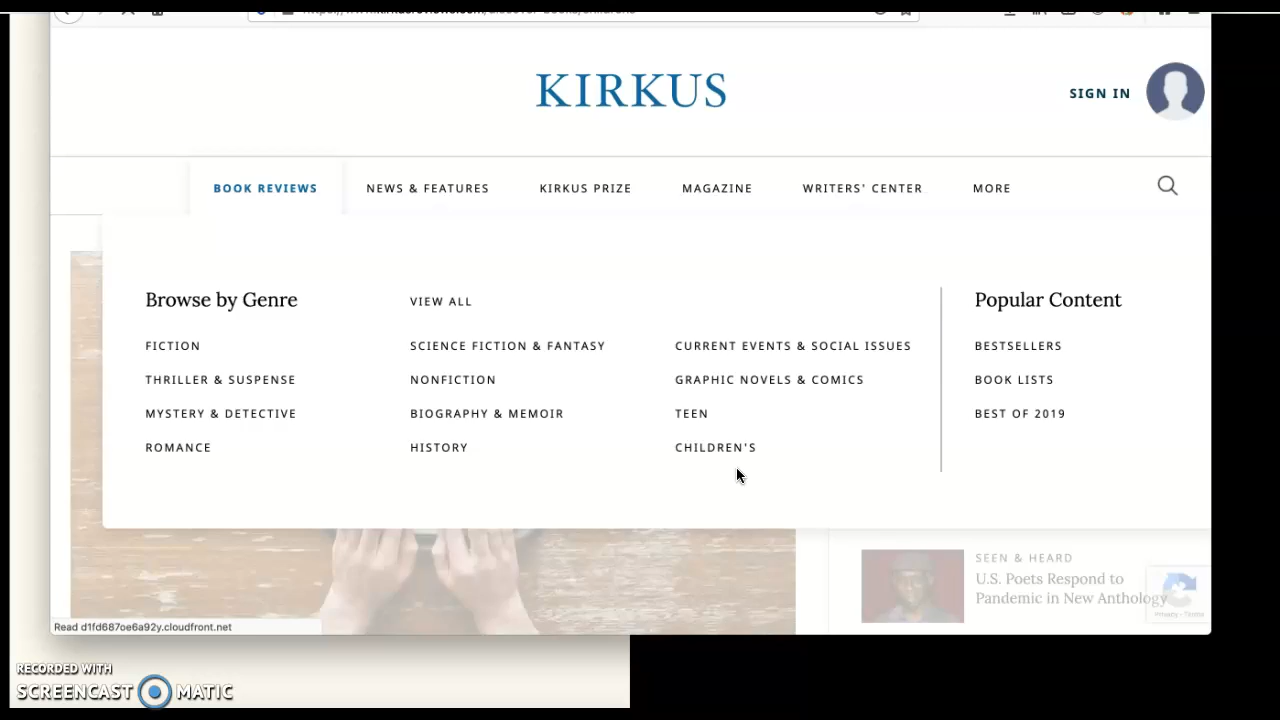 KIRKUS
SIGN IN
BOOK REVIEWS
NEWS & FEATURES
KIRKUS PRIZE
MAGAZINE
WRITERS' CENTER
MORE
Browse by Genre
VIEW ALL
FICTION
THRILLER & SUSPENSE
MYSTERY & DETECTIVE
ROMANCE
SCIENCE FICTION & FANTASY
NONFICTION
BIOGRAPHY & MEMOIR
HISTORY
CURRENT EVENTS & SOCIAL ISSUES
GRAPHIC NOVELS & COMICS
TEEN
CHILDREN'S
Popular Content
BESTSELLERS
BOOK LISTS
BEST OF 2019
SEEN & HEARD
U.S. Poets Respond to
Pandemic in New Anthology
Privacy - Terms
Read d1fd687oe6a92y.cloudfront.net
RECORDED WITH
SCREENCAST MATIC